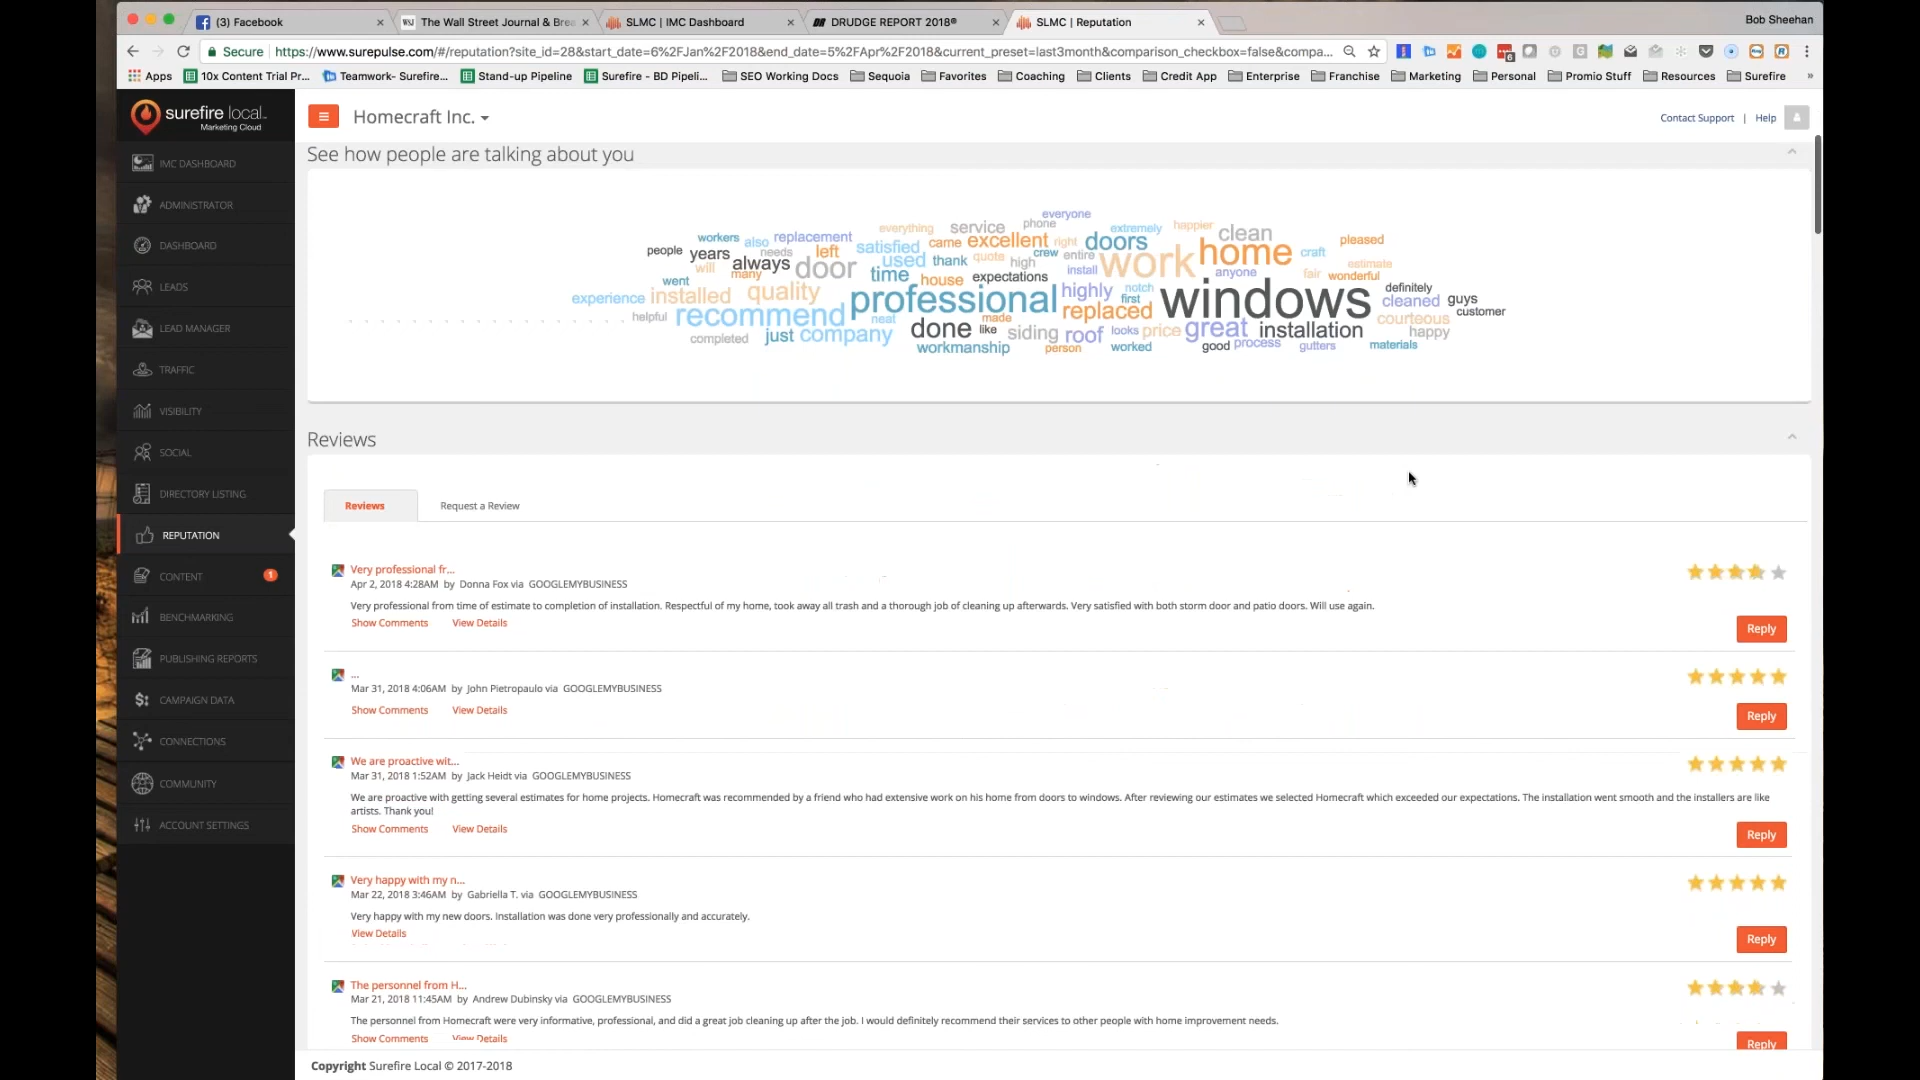 Bob Sheehan
(3) Facebook
The Wall Street Journal & Brea
SLMC | IMC Dashboard
DRUDGE REPORT 2018®
SLMC | Reputation
Secure https://www.surepulse.com/#/reputation?site_id=28&start_date=6%2FJan%2F2018&end_date=5%2FApr%2F2018&current_preset=last3month&comparison_checkbox=false&compa...
Apps 10x Content Trial Pr... Teamwork- Surefire... Stand-up Pipeline Surefire - BD Pipeli... SEO Working Docs Sequoia Favorites Coaching Clients Credit App Enterprise Franchise Marketing Personal Promio Stuff Resources Surefire »
surefire local
Marketing Cloud
Homecraft Inc.
Contact Support | Help
IMC DASHBOARD
ADMINISTRATOR
DASHBOARD
LEADS
LEAD MANAGER
TRAFFIC
VISIBILITY
SOCIAL
DIRECTORY LISTING
REPUTATION
CONTENT 1
BENCHMARKING
PUBLISHING REPORTS
CAMPAIGN DATA
CONNECTIONS
COMMUNITY
ACCOUNT SETTINGS
See how people are talking about you
everyone
everything service phone extremely happier clean
workers also replacement satisfied came excellent right doors pleased
people years needs left used thank quote high crew entire work home craft
will always many door time house expectations install anyone fair wonderful estimate
went experience installed quality professional highly notch first windows definitely cleaned guys
helpful recommend neat made replaced courteous customer
completed just company done like siding roof looks price great installation happy
workmanship person worked good process gutters materials
Reviews
Reviews Request a Review
Very professional fr...
Apr 2, 2018 4:28AM by Donna Fox via GOOGLEMYBUSINESS
Very professional from time of estimate to completion of installation. Respectful of my home, took away all trash and a thorough job of cleaning up afterwards. Very satisfied with both storm door and patio doors. Will use again.
Show Comments View Details
Reply
...
Mar 31, 2018 4:06AM by John Pietropaulo via GOOGLEMYBUSINESS
Show Comments View Details
Reply
We are proactive wit...
Mar 31, 2018 1:52AM by Jack Heidt via GOOGLEMYBUSINESS
We are proactive with getting several estimates for home projects. Homecraft was recommended by a friend who had extensive work on his home from doors to windows. After reviewing our estimates we selected Homecraft which exceeded our expectations. The installation went smooth and the installers are like
artists. Thank you!
Show Comments View Details
Reply
Very happy with my n...
Mar 22, 2018 3:46AM by Gabriella T. via GOOGLEMYBUSINESS
Very happy with my new doors. Installation was done very professionally and accurately.
View Details
Reply
The personnel from H...
Mar 21, 2018 11:45AM by Andrew Dubinsky via GOOGLEMYBUSINESS
The personnel from Homecraft were very informative, professional, and did a great job cleaning up after the job. I would definitely recommend their services to other people with home improvement needs.
Show Comments View Details
Reply
Copyright Surefire Local © 2017-2018